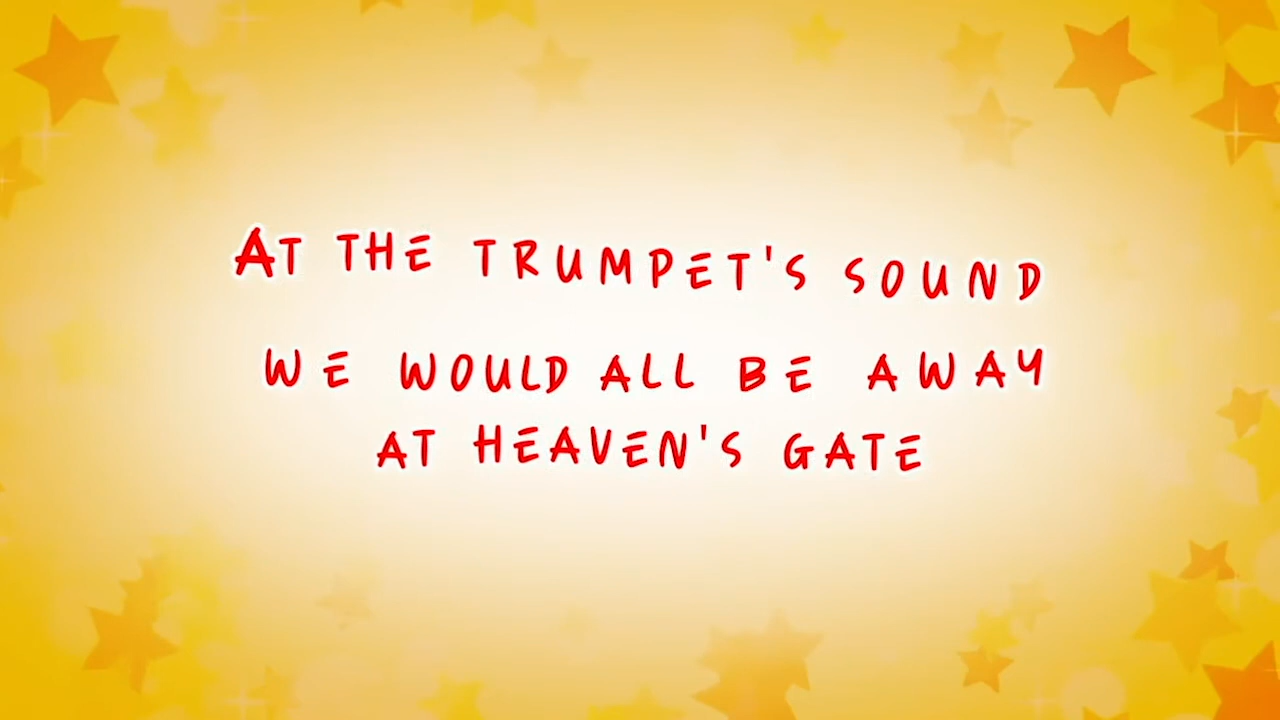 AT THE TRUMPET'S SOUND
WE WOULD ALL BE AWAY
AT HEAVEN'S GATE